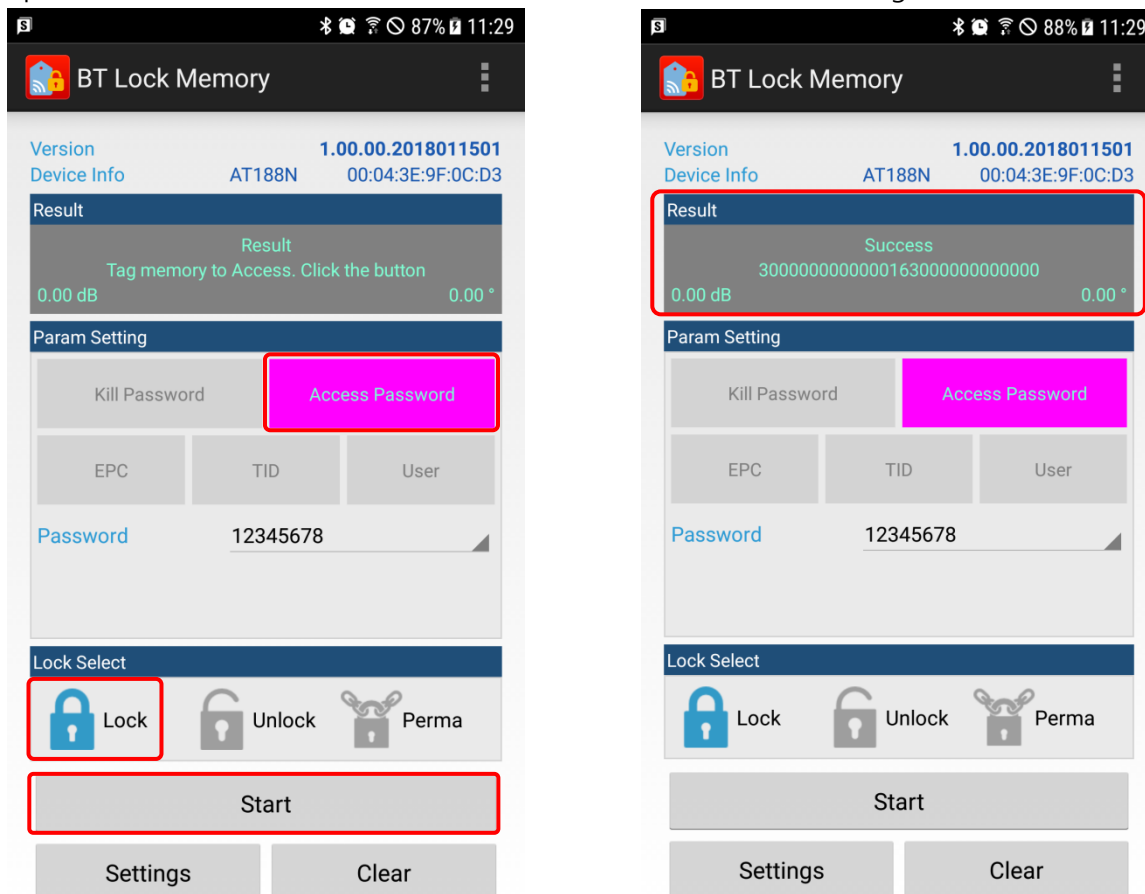 87% 11:29
BT Lock Memory
Version 1.00.00.2018011501
Device Info AT188N 00:04:3E:9F:0C:D3
Result
Result
Tag memory to Access. Click the button
0.00 dB 0.00 °
Param Setting
Kill Password Access Password
EPC TID User
Password 12345678
Lock Select
Lock Unlock Perma
Start
Settings Clear
88% 11:29
BT Lock Memory
Version 1.00.00.2018011501
Device Info AT188N 00:04:3E:9F:0C:D3
Result
Success
3000000000000163000000000000
0.00 dB 0.00 °
Param Setting
Kill Password Access Password
EPC TID User
Password 12345678
Lock Select
Lock Unlock Perma
Start
Settings Clear